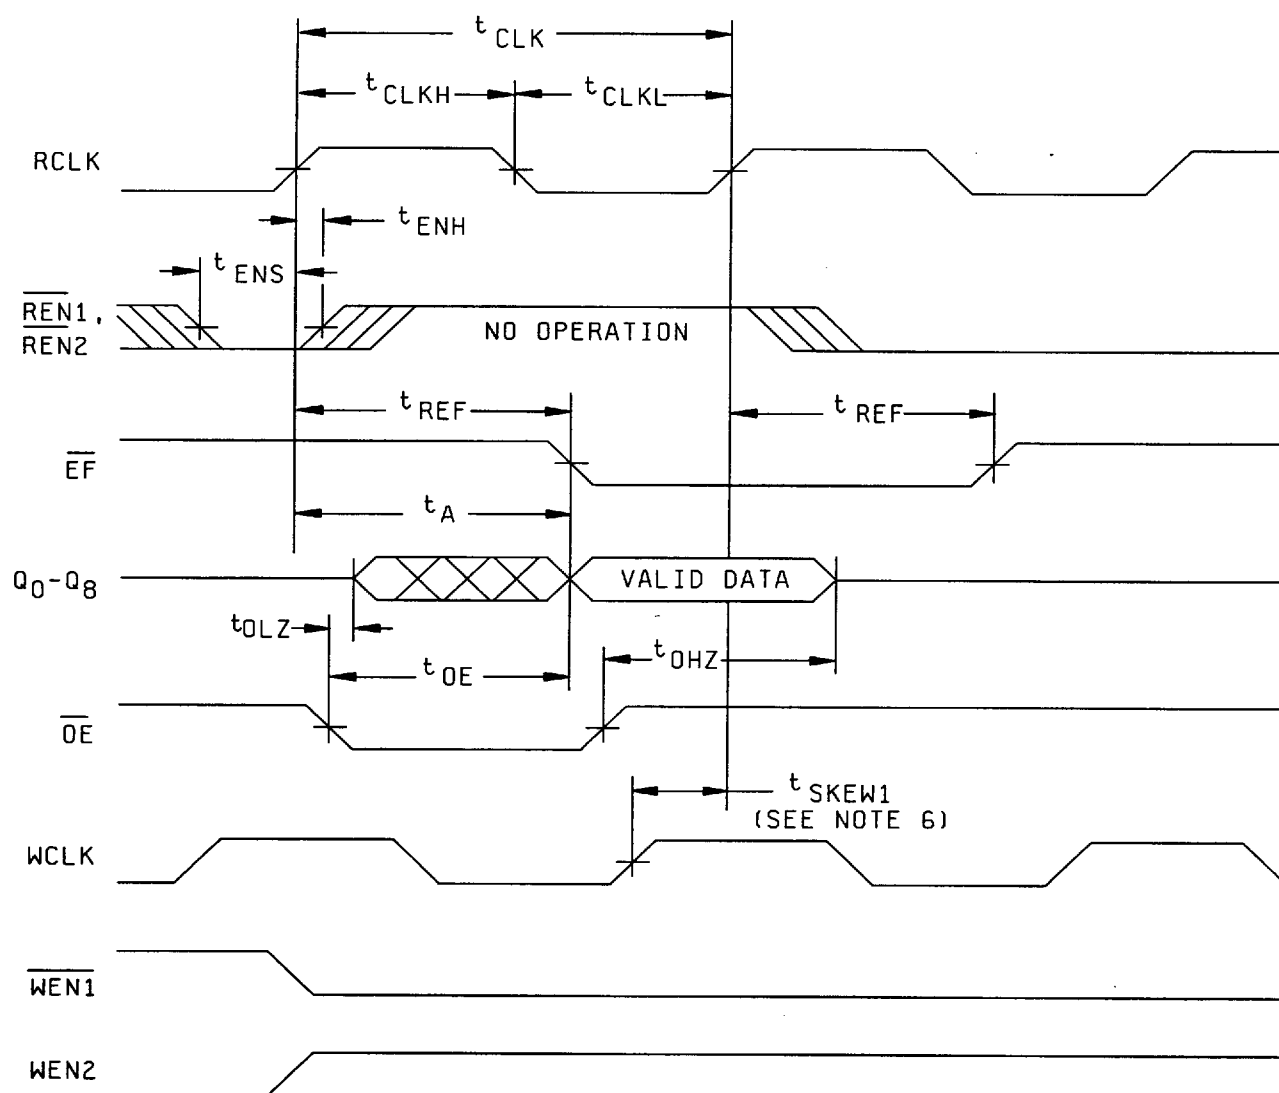 tCLK
tCLKH tCLKL
RCLK
tENH
tENS
REN1,
REN2
NO OPERATION
tREF tREF
EF
tA
Q0-Q8 VALID DATA
tOLZ
tOHZ
tOE
OE
tSKEW1
(SEE NOTE 6)
WCLK
WEN1
WEN2